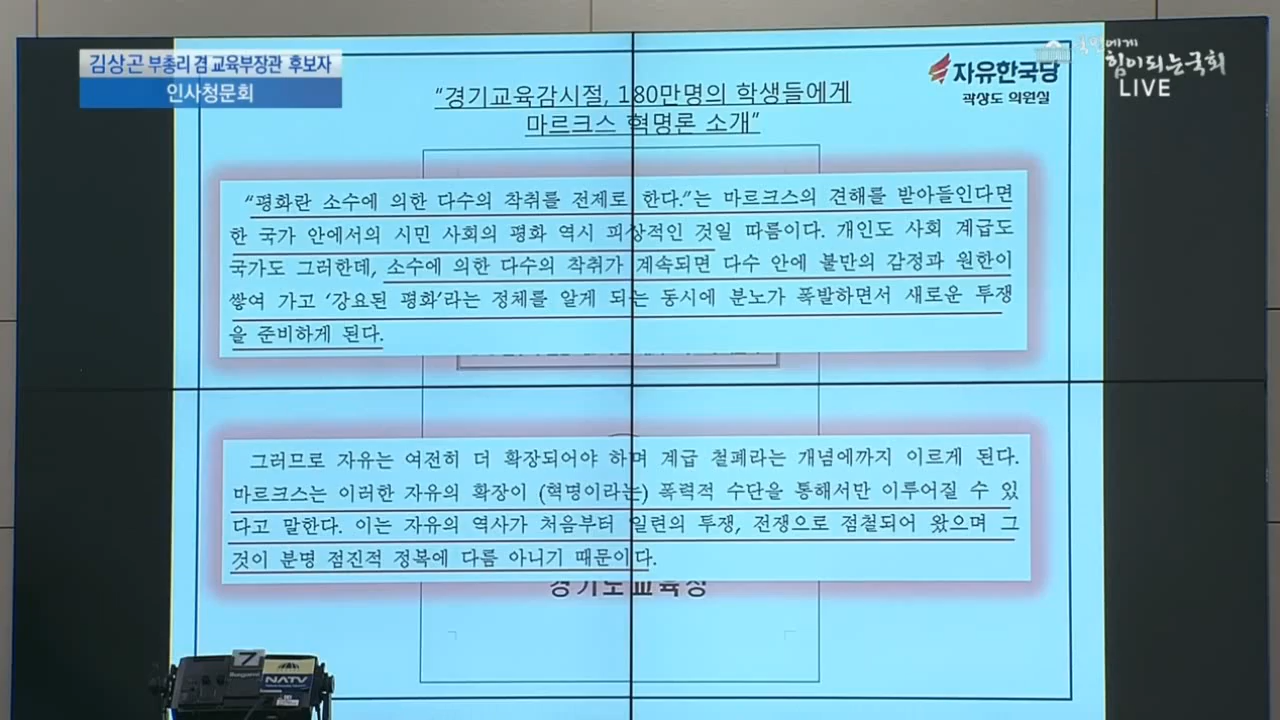 김상곤 부총리 겸 교육부장관 후보자
인사청문회
국민에게
힘이되는국회
LIVE
자유한국당
곽상도 의원실
“경기교육감시절, 180만명의 학생들에게
마르크스 혁명론 소개”
“평화란 소수에 의한 다수의 착취를 전제로 한다.”는 마르크스의 견해를 받아들인다면
한 국가 안에서의 시민 사회의 평화 역시 피상적인 것일 따름이다. 개인도 사회 계급도
국가도 그러한데, 소수에 의한 다수의 착취가 계속되면 다수 안에 불만의 감정과 원한이
쌓여 가고 ‘강요된 평화’라는 정체를 알게 되는 동시에 분노가 폭발하면서 새로운 투쟁
을 준비하게 된다.
그러므로 자유는 여전히 더 확장되어야 하며 계급 철폐라는 개념에까지 이르게 된다.
마르크스는 이러한 자유의 확장이 (혁명이라는) 폭력적 수단을 통해서만 이루어질 수 있
다고 말한다. 이는 자유의 역사가 처음부터 일련의 투쟁, 전쟁으로 점철되어 왔으며 그
것이 분명 점진적 정복에 다름 아니기 때문이다.
경기도교육청
7
NATV